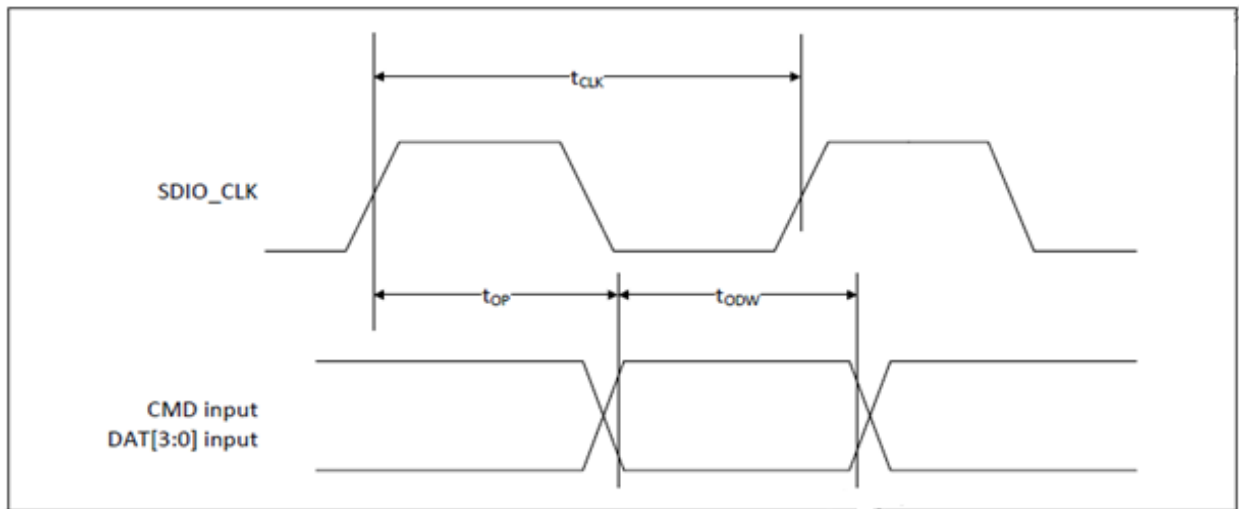 tCLK
SDIO_CLK
tOP
tODW
CMD input
DAT[3:0] input